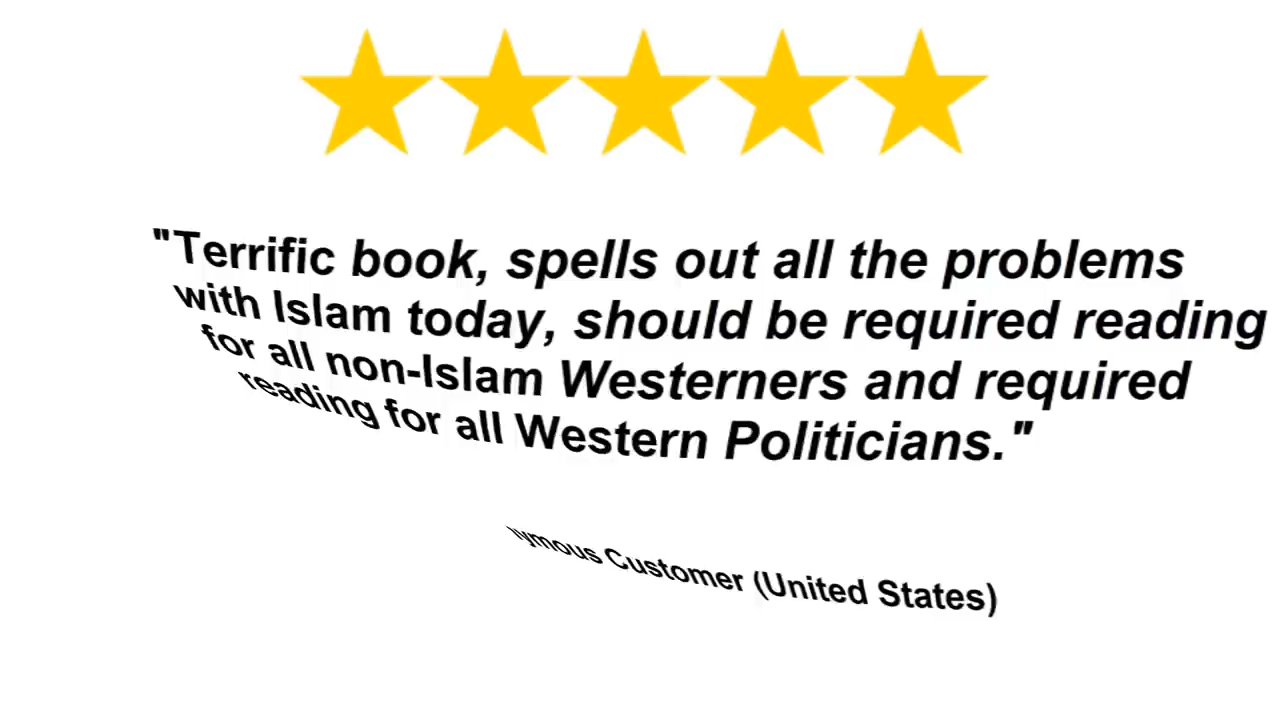 "Terrific book, spells out all the problems
with Islam today, should be required reading
for all non-Islam Westerners and required
reading for all Western Politicians."
Customer (United States)